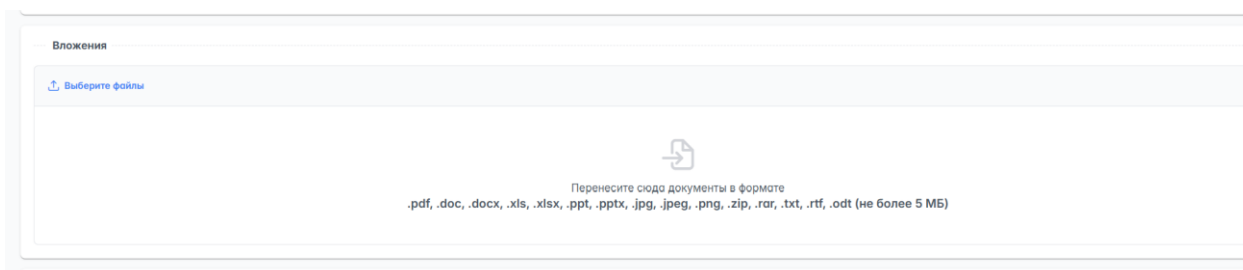 Вложения
Выберите файлы
Перенесите сюда документы в формате
.pdf, .doc, .docx, .xls, .xlsx, .ppt, .pptx, .jpg, .jpeg, .png, .zip, .rar, .txt, .rtf, .odt (не более 5 МБ)